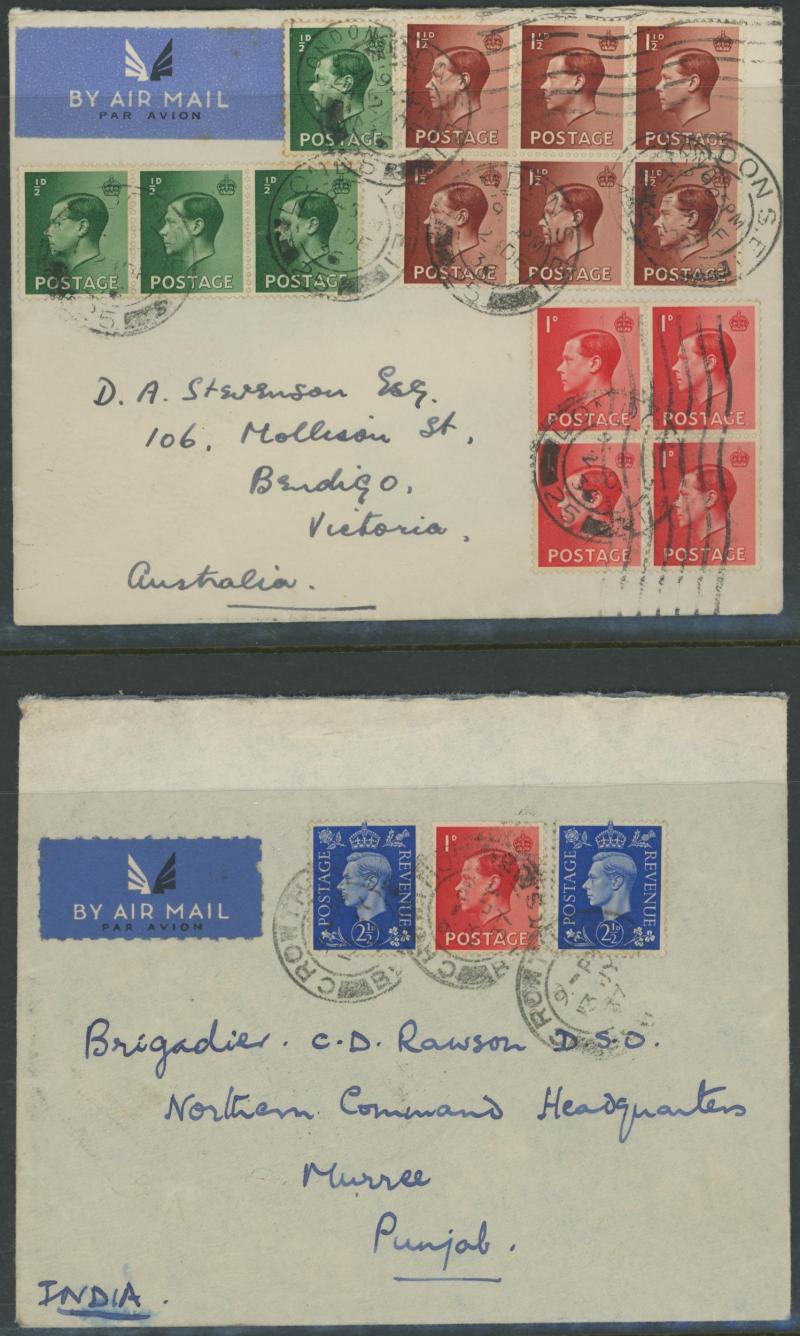 BY AIR MAIL
PAR AVION
½D
POSTAGE
1½D
POSTAGE
1½D
POSTAGE
1½D
POSTAGE
½D
POSTAGE
½D
POSTAGE
½D
POSTAGE
1½D
POSTAGE
1½D
POSTAGE
1½D
POSTAGE
LONDON S.E.
1D
POSTAGE
1D
POSTAGE
POSTAGE
1D
POSTAGE
D. A. Stevenson Esq.
106, Mollison St,
Bendigo,
Victoria,
Australia.
BY AIR MAIL
PAR AVION
POSTAGE REVENUE
2½D
1D
POSTAGE
POSTAGE REVENUE
2½D
Brigadier. C.D. Rawson D.S.O.
Northern Command Headquarters
Murree
Punjab.
INDIA.